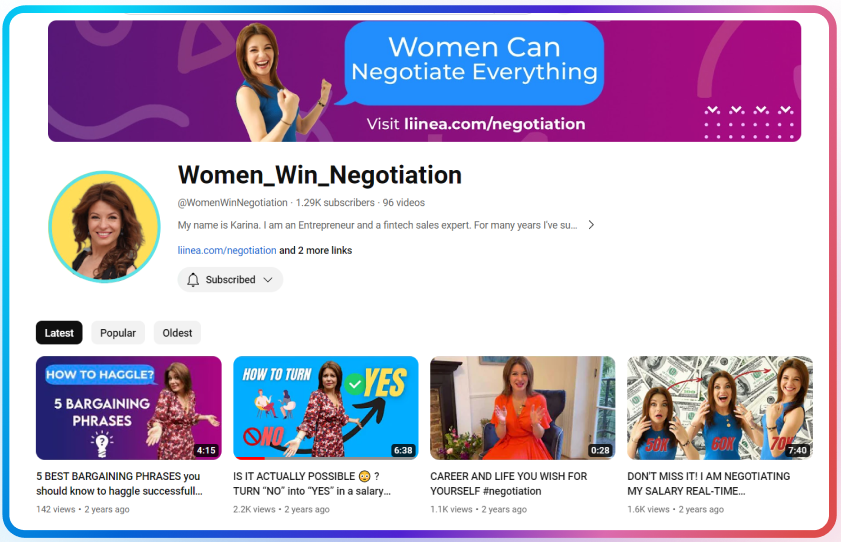 Women Can
Negotiate Everything
Visit liinea.com/negotiation
Women_Win_Negotiation
@WomenWinNegotiation · 1.29K subscribers · 96 videos
My name is Karina. I am an Entrepreneur and a fintech sales expert. For many years I've su...
liinea.com/negotiation and 2 more links
Subscribed
Latest
Popular
Oldest
HOW TO HAGGLE?
5 BARGAINING
PHRASES
4:15
5 BEST BARGAINING PHRASES you
should know to haggle successfull...
142 views • 2 years ago
HOW TO TURN
YES
NO
6:38
IS IT ACTUALLY POSSIBLE 😳 ?
TURN “NO” into “YES” in a salary...
2.2K views • 2 years ago
0:28
CAREER AND LIFE YOU WISH FOR
YOURSELF #negotiation
1.1K views • 2 years ago
50K
60K
70K
7:40
DON'T MISS IT! I AM NEGOTIATING
MY SALARY REAL-TIME...
1.6K views • 2 years ago